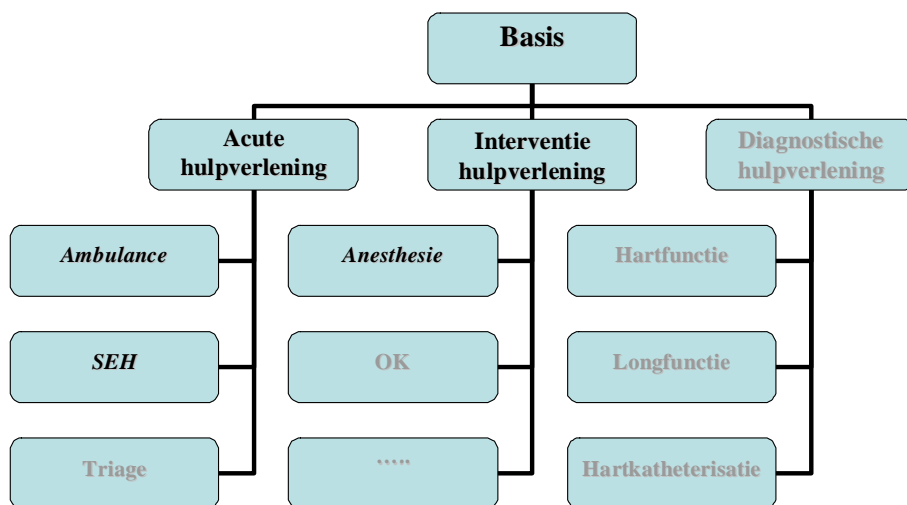 Basis
Acute
hulpverlening
Interventie
hulpverlening
Diagnostische
hulpverlening
Ambulance
Anesthesie
Hartfunctie
SEH
OK
Longfunctie
Triage
.....
Hartkatheterisatie